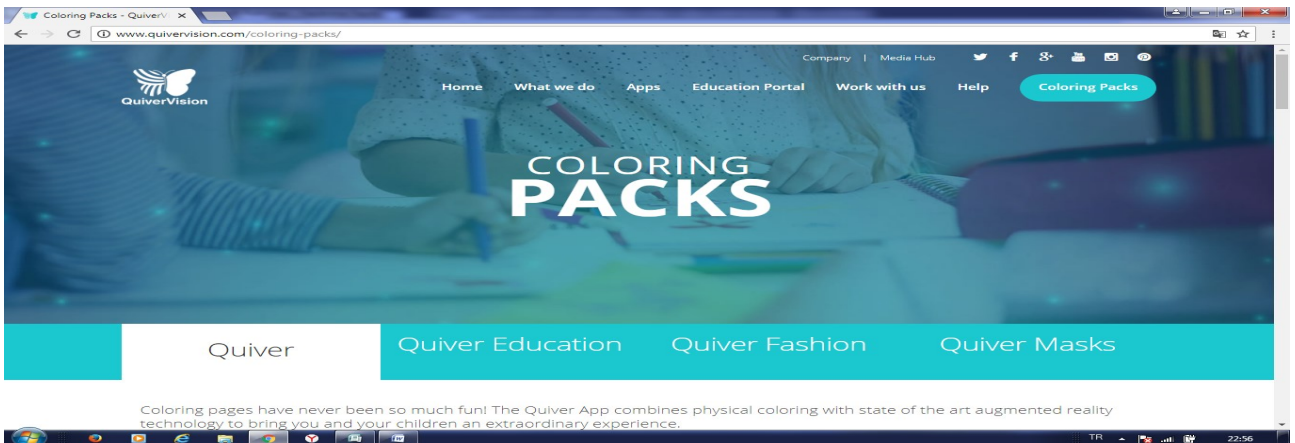 Coloring Packs - QuiverVi
www.quivervision.com/coloring-packs/
Company | Media Hub
QuiverVision
Home What we do Apps Education Portal Work with us Help Coloring Packs
COLORING
PACKS
Quiver Quiver Education Quiver Fashion Quiver Masks
Coloring pages have never been so much fun! The Quiver App combines physical coloring with state of the art augmented reality
technology to bring you and your children an extraordinary experience.
TR 22:56